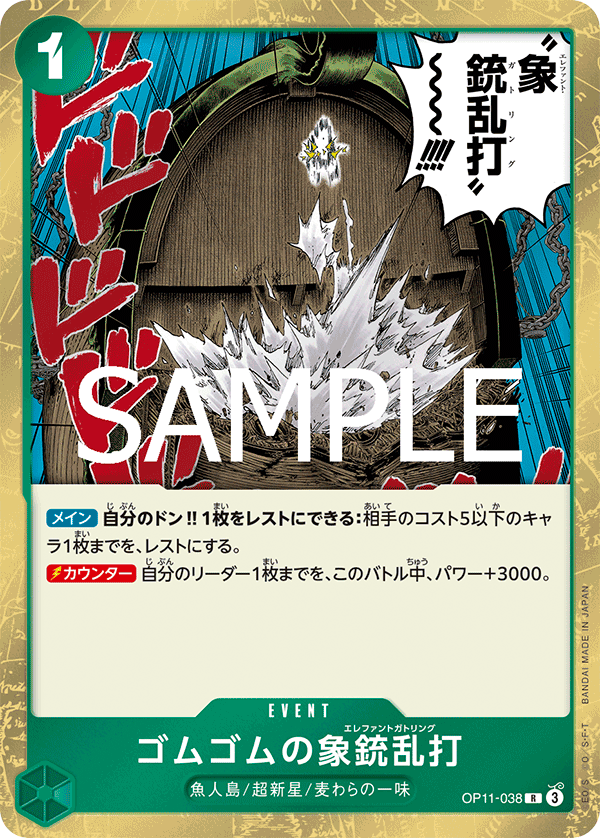 1
“象銃乱打”
エレファント・ガトリング
～～～!!!!
ドドドド
SAMPLE
メイン 自分のドン!!1枚をレストにできる:相手のコスト5以下のキャ
ラ1枚までを、レストにする。
カウンター 自分のリーダー1枚までを、このバトル中、パワー+3000。
EVENT
エレファントガトリング
ゴムゴムの象銃乱打
魚人島/超新星/麦わらの一味
OP11-038 R 3
BANDAI MADE IN JAPAN